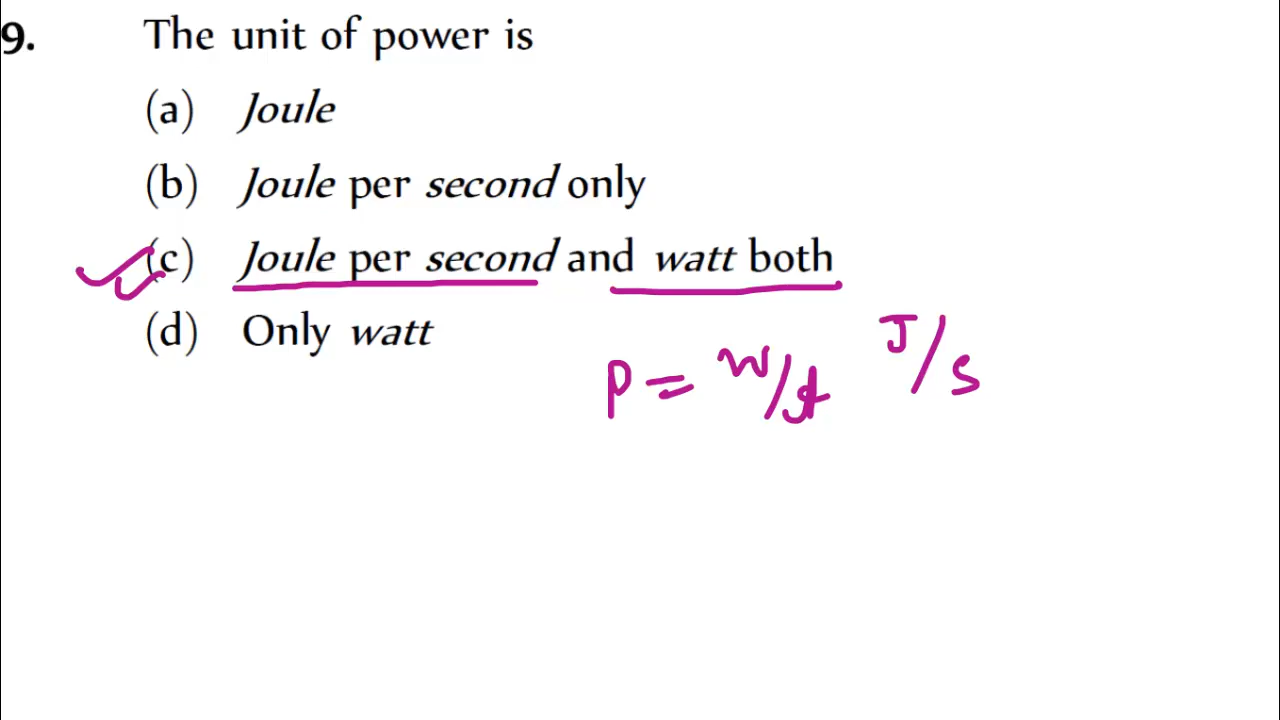 9. The unit of power is
(a) Joule
(b) Joule per second only
(c) Joule per second and watt both
(d) Only watt
P = W/t J/s